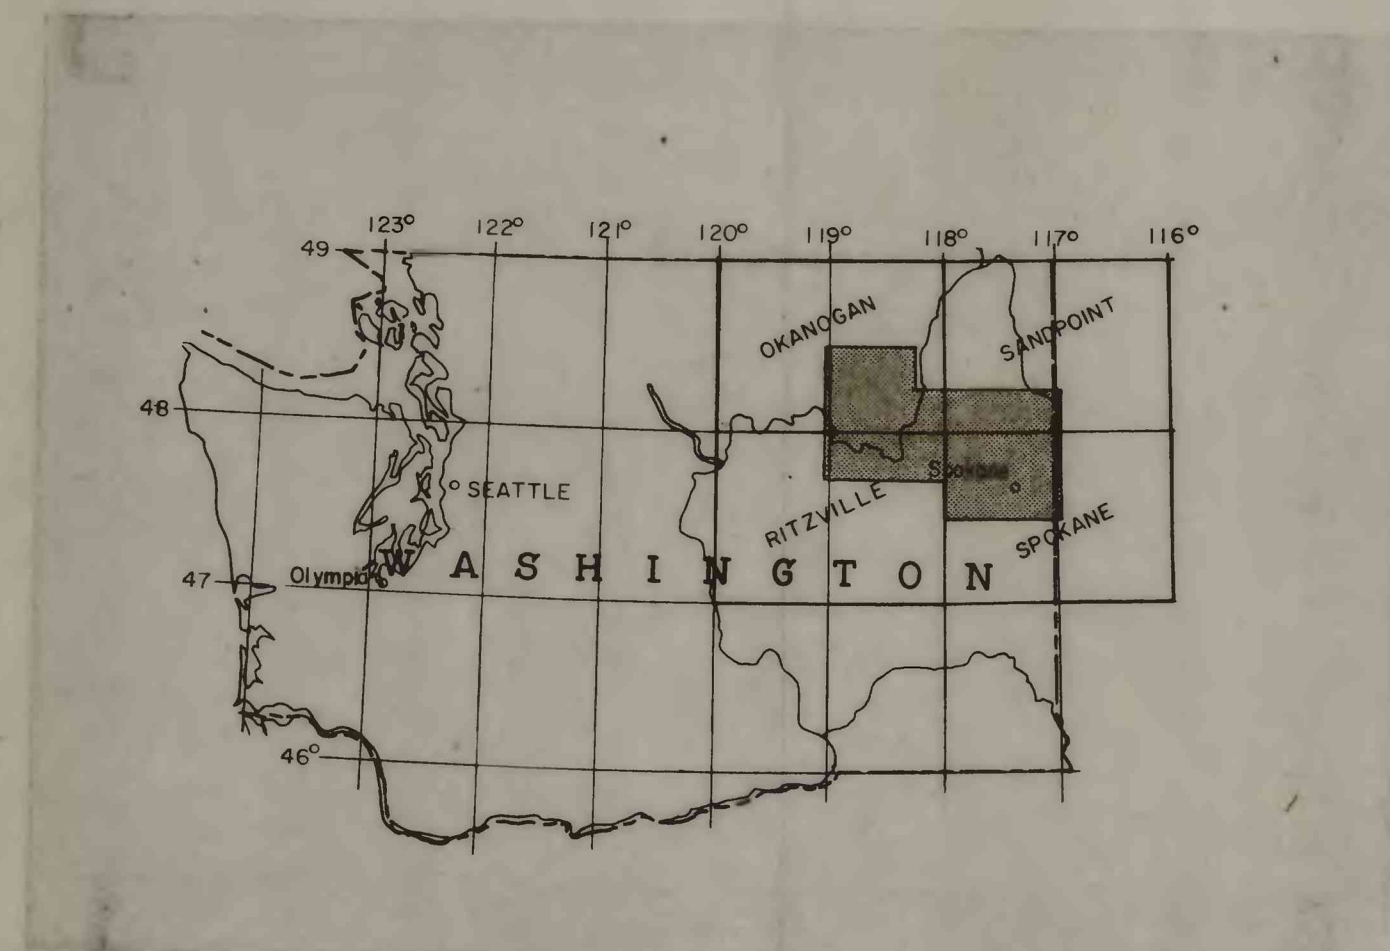 123° 122° 121° 120° 119° 118° 117° 116°
49
OKANOGAN
SANDPOINT
48
Spokane
SEATTLE
RITZVILLE
SPOKANE
47
Olympia
WASHINGTON
46°